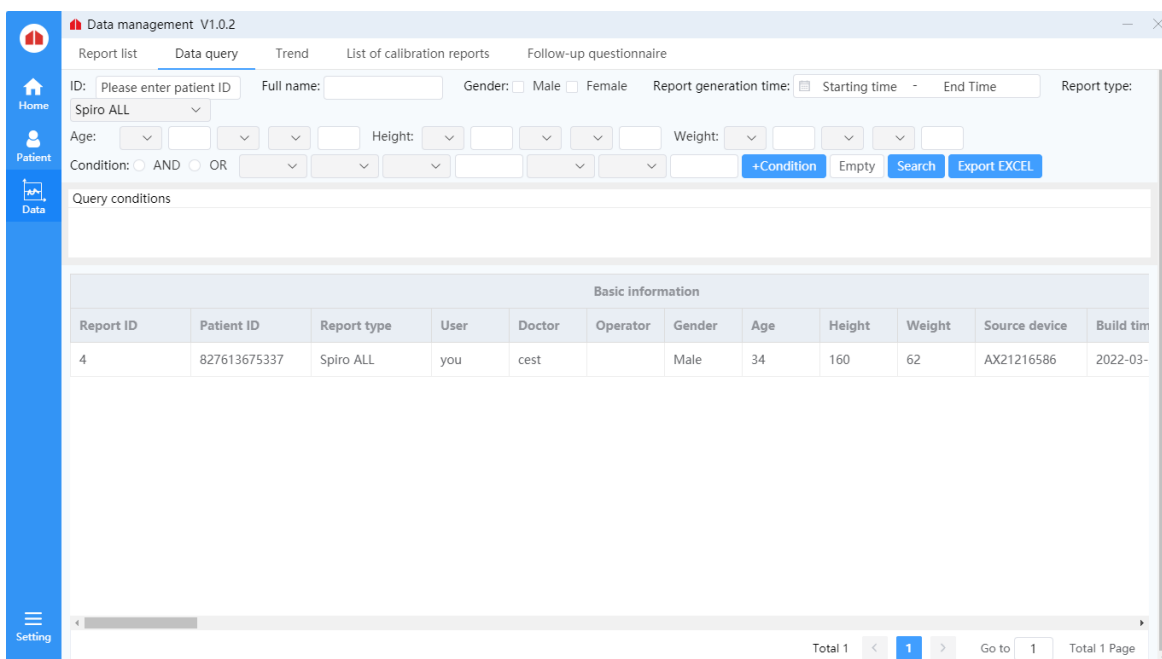 Data management V1.0.2
Report list Data query Trend List of calibration reports Follow-up questionnaire
Home
Patient
Data
Setting
ID: Please enter patient ID Full name: Gender: Male Female Report generation time: Starting time - End Time Report type:
Spiro ALL
Age: Height: Weight:
Condition: AND OR +Condition Empty Search Export EXCEL
Query conditions
Basic information
Report ID Patient ID Report type User Doctor Operator Gender Age Height Weight Source device Build tim
4 827613675337 Spiro ALL you cest Male 34 160 62 AX21216586 2022-03-
Total 1 < 1 > Go to 1 Total 1 Page